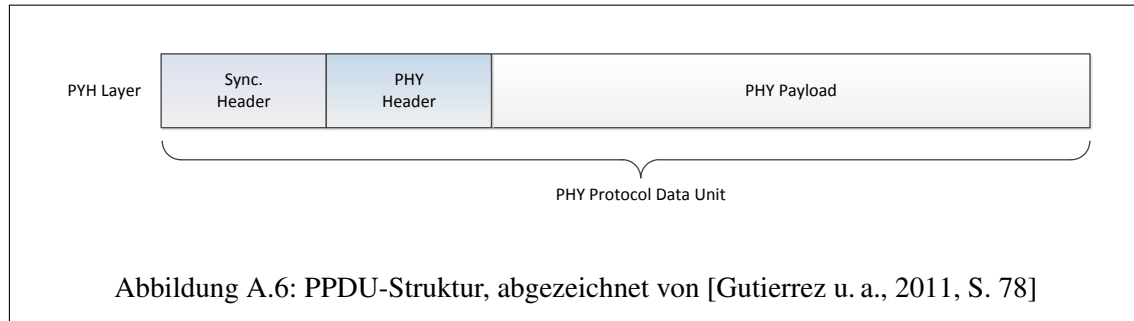 PYH Layer
Sync.
Header
PHY
Header
PHY Payload
PHY Protocol Data Unit
Abbildung A.6: PPDU-Struktur, abgezeichnet von [Gutierrez u. a., 2011, S. 78]